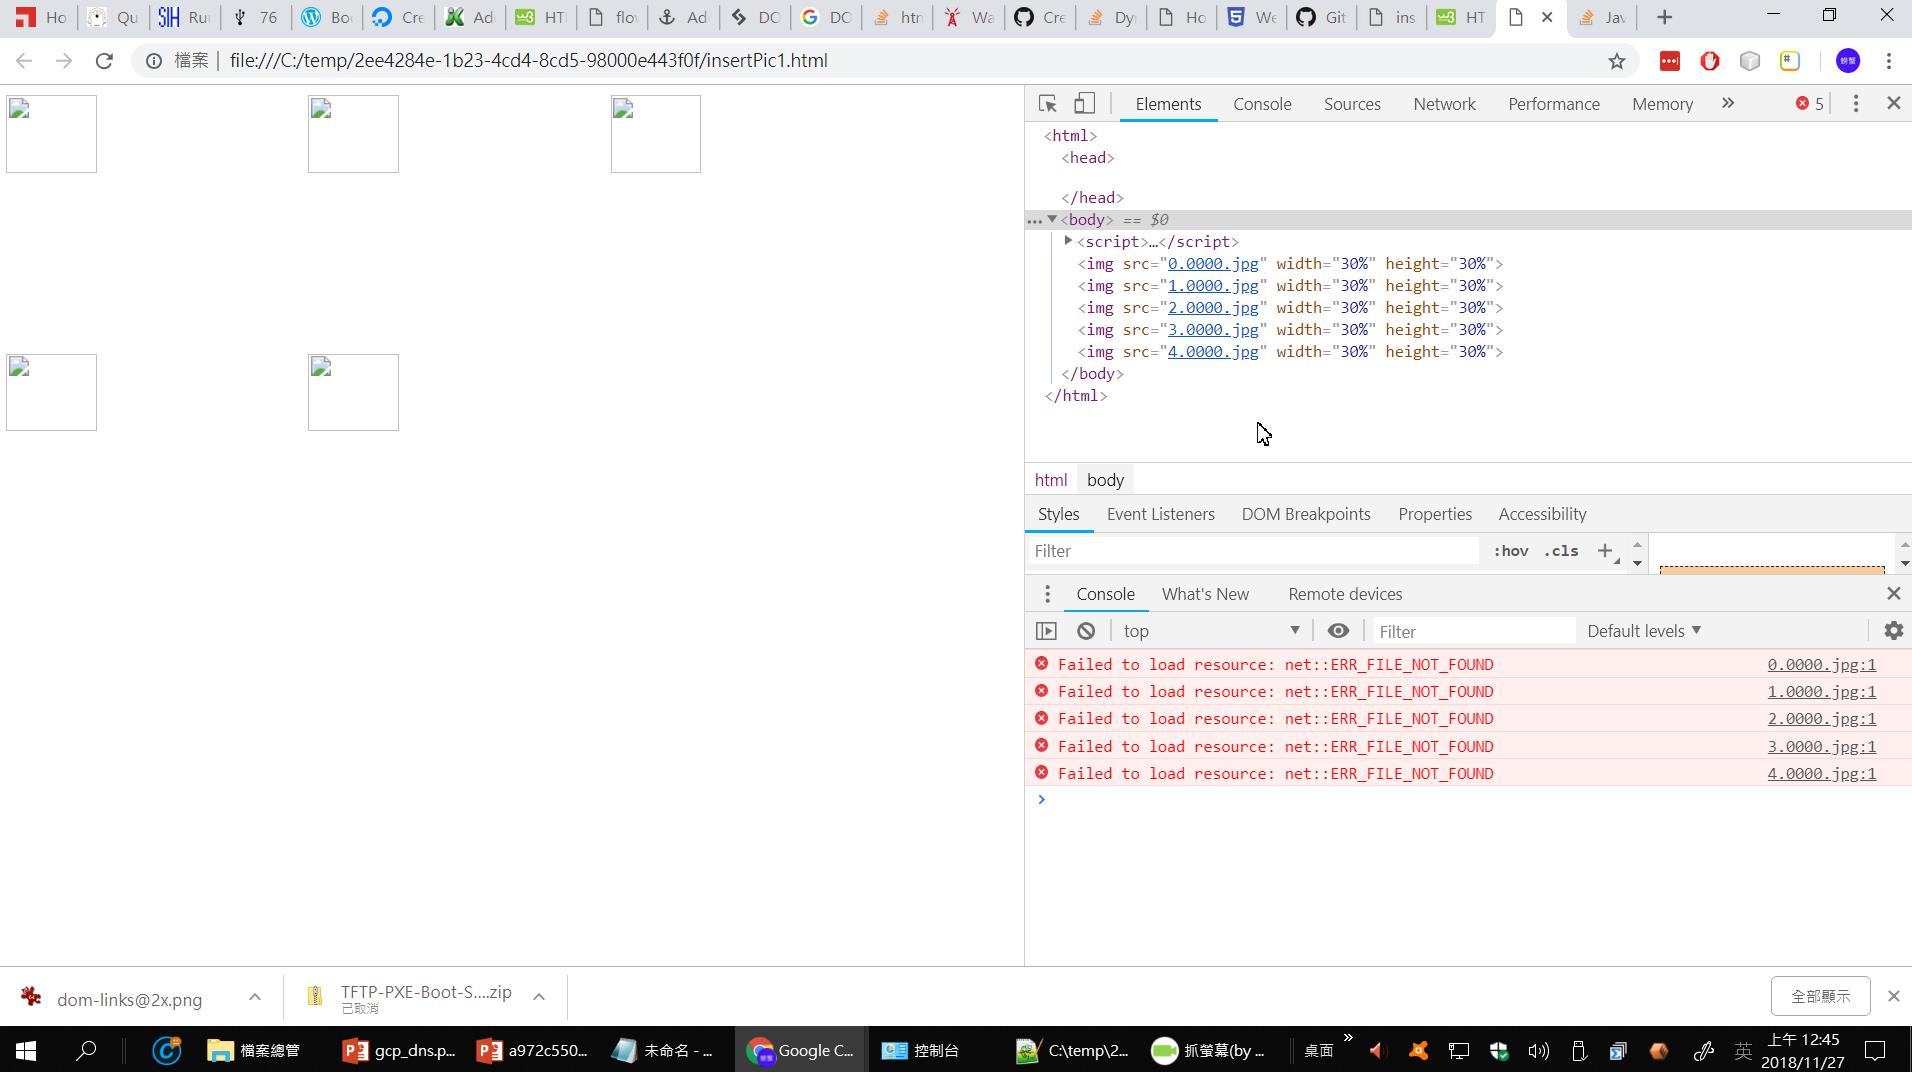 Ho
Qu
Ru
76
Bo
Cre
Ad
HTI
flo
Ad
DO
DO
htn
Wa
Cre
Dy
Ho
We
Git
ins
HT
Jav
檔案 | file:///C:/temp/2ee4284e-1b23-4cd4-8cd5-98000e443f0f/insertPic1.html
Elements Console Sources Network Performance Memory » 5
<html>
<head>
</head>
… <body> == $0
<script>…</script>
<img src="0.0000.jpg" width="30%" height="30%">
<img src="1.0000.jpg" width="30%" height="30%">
<img src="2.0000.jpg" width="30%" height="30%">
<img src="3.0000.jpg" width="30%" height="30%">
<img src="4.0000.jpg" width="30%" height="30%">
</body>
</html>
html body
Styles Event Listeners DOM Breakpoints Properties Accessibility
Filter :hov .cls +
Console What's New Remote devices
top Filter Default levels
Failed to load resource: net::ERR_FILE_NOT_FOUND 0.0000.jpg:1
Failed to load resource: net::ERR_FILE_NOT_FOUND 1.0000.jpg:1
Failed to load resource: net::ERR_FILE_NOT_FOUND 2.0000.jpg:1
Failed to load resource: net::ERR_FILE_NOT_FOUND 3.0000.jpg:1
Failed to load resource: net::ERR_FILE_NOT_FOUND 4.0000.jpg:1
dom-links@2x.png
TFTP-PXE-Boot-S....zip
已取消
全部顯示
檔案總管
gcp_dns.p...
a972c550...
未命名 - ...
Google C...
控制台
C:\temp\2...
抓螢幕(by ...
桌面 »
英
上午 12:45
2018/11/27